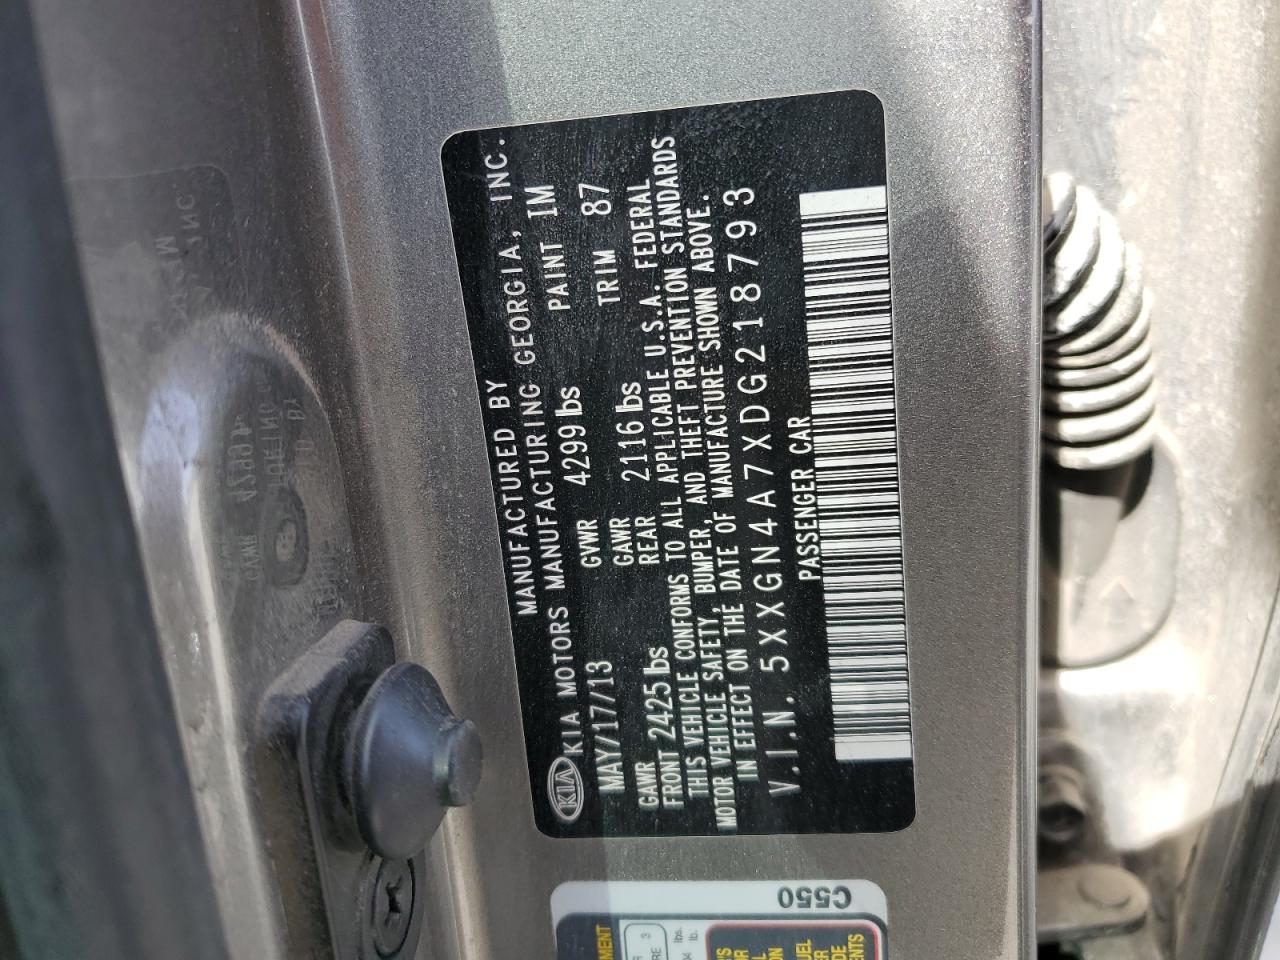 MANUFACTURED BY
KIA KIA MOTORS MANUFACTURING GEORGIA, INC.
MAY/17/13 GVWR 4299 lbs PAINT IM
GAWR FRONT 2425 lbs GAWR REAR 2116 lbs TRIM 87
THIS VEHICLE CONFORMS TO ALL APPLICABLE U.S.A. FEDERAL
MOTOR VEHICLE SAFETY, BUMPER, AND THEFT PREVENTION STANDARDS
IN EFFECT ON THE DATE OF MANUFACTURE SHOWN ABOVE.
V.I.N. 5XXGN4A7XDG218793
PASSENGER CAR
C550